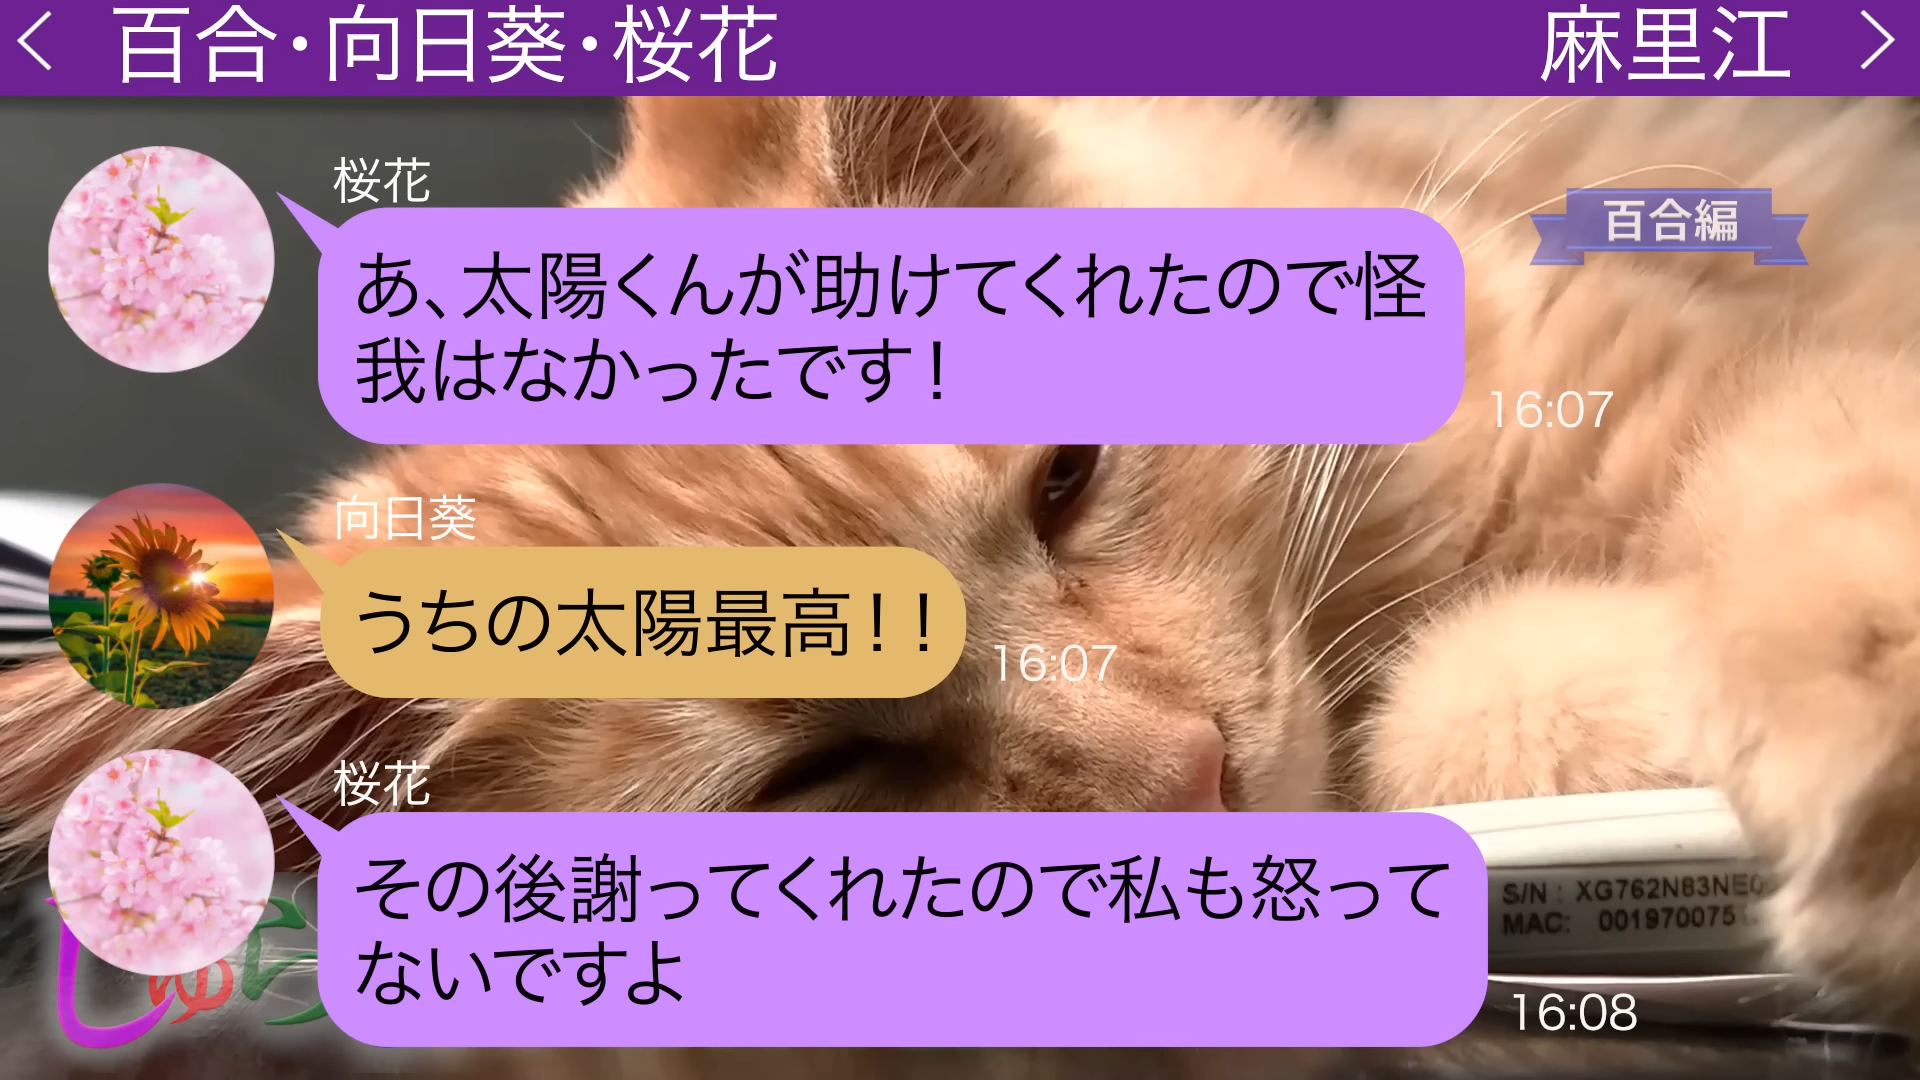 百合・向日葵・桜花
麻里江
桜花
百合編
あ、太陽くんが助けてくれたので怪
我はなかったです！
16:07
向日葵
うちの太陽最高！！
16:07
桜花
その後謝ってくれたので私も怒って
ないですよ
16:08
S/N : XG762N83NE0
MAC: 001970075
しゅら